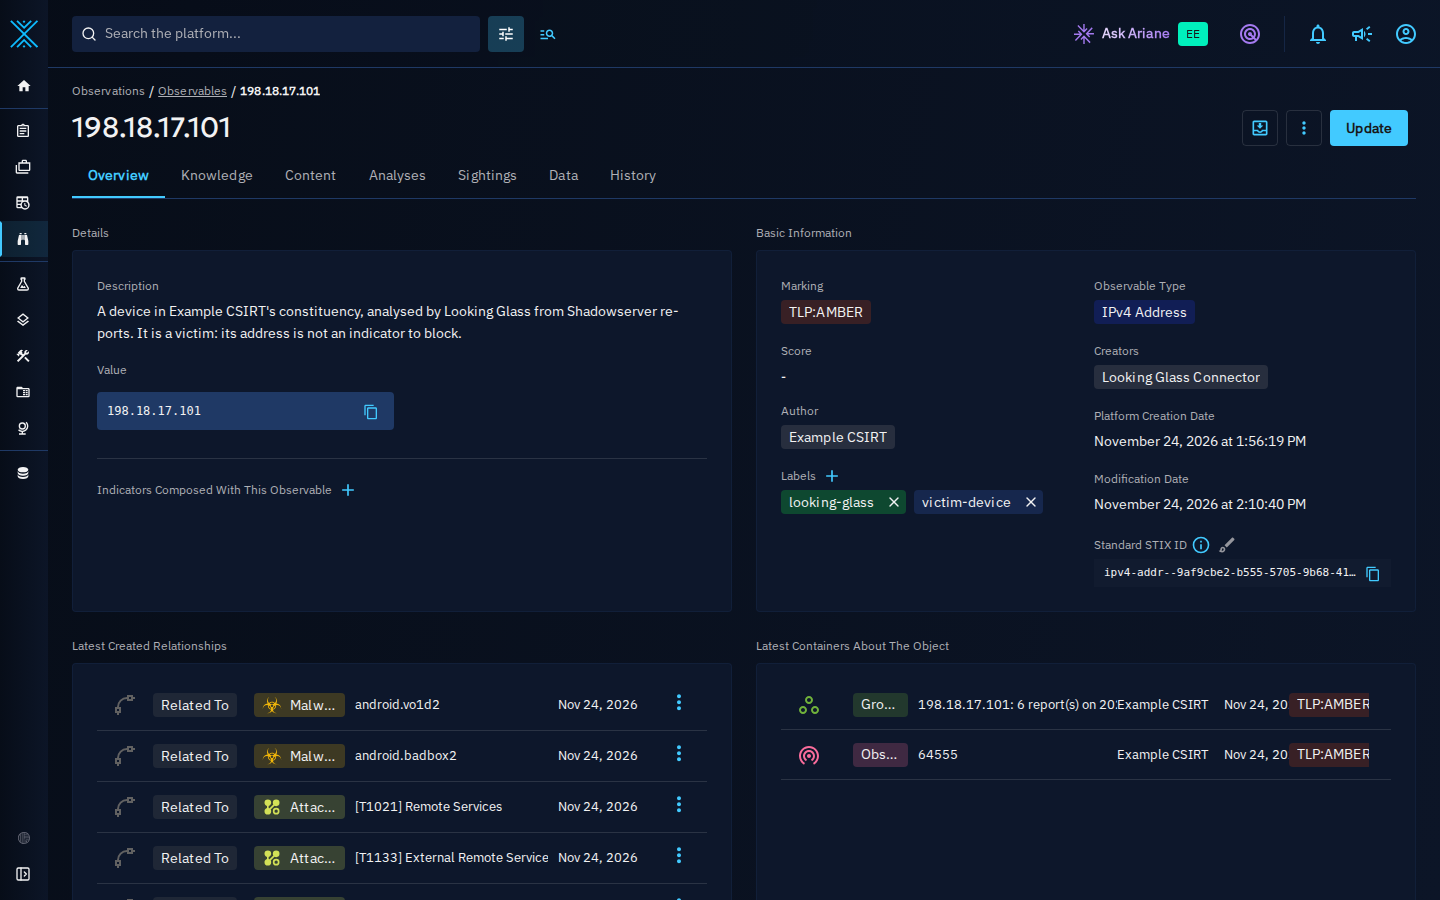 Search the platform...
Ask Ariane EE
Observations / Observables / 198.18.17.101
198.18.17.101
Update
Overview Knowledge Content Analyses Sightings Data History
Details
Description
A device in Example CSIRT's constituency, analysed by Looking Glass from Shadowserver re-
ports. It is a victim: its address is not an indicator to block.
Value
198.18.17.101
Indicators Composed With This Observable
Basic Information
Marking
TLP:AMBER
Score
-
Author
Example CSIRT
Labels
looking-glass victim-device
Observable Type
IPv4 Address
Creators
Looking Glass Connector
Platform Creation Date
November 24, 2026 at 1:56:19 PM
Modification Date
November 24, 2026 at 2:10:40 PM
Standard STIX ID
ipv4-addr--9af9cbe2-b555-5705-9b68-41...
Latest Created Relationships
Related To Malw... android.vo1d2 Nov 24, 2026
Related To Malw... android.badbox2 Nov 24, 2026
Related To Attac... [T1021] Remote Services Nov 24, 2026
Related To Attac... [T1133] External Remote Service Nov 24, 2026
Latest Containers About The Object
Gro... 198.18.17.101: 6 report(s) on 20 Example CSIRT Nov 24, 20 TLP:AMBER
Obs... 64555 Example CSIRT Nov 24, 20 TLP:AMBER